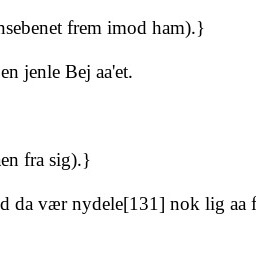 nsebenet frem imod ham).}
en jenle Bej aa'et.
en fra sig).}
d da vær nydele[131] nok lig aa f